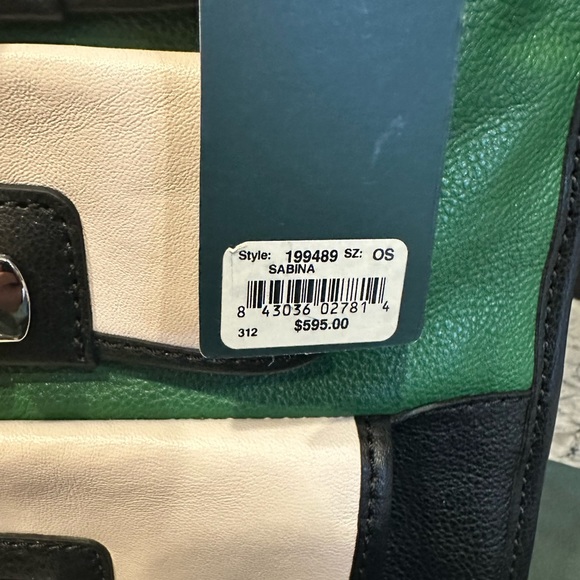 Style: 199489 SZ: OS
SABINA
8 43036 02781 4
312 $595.00